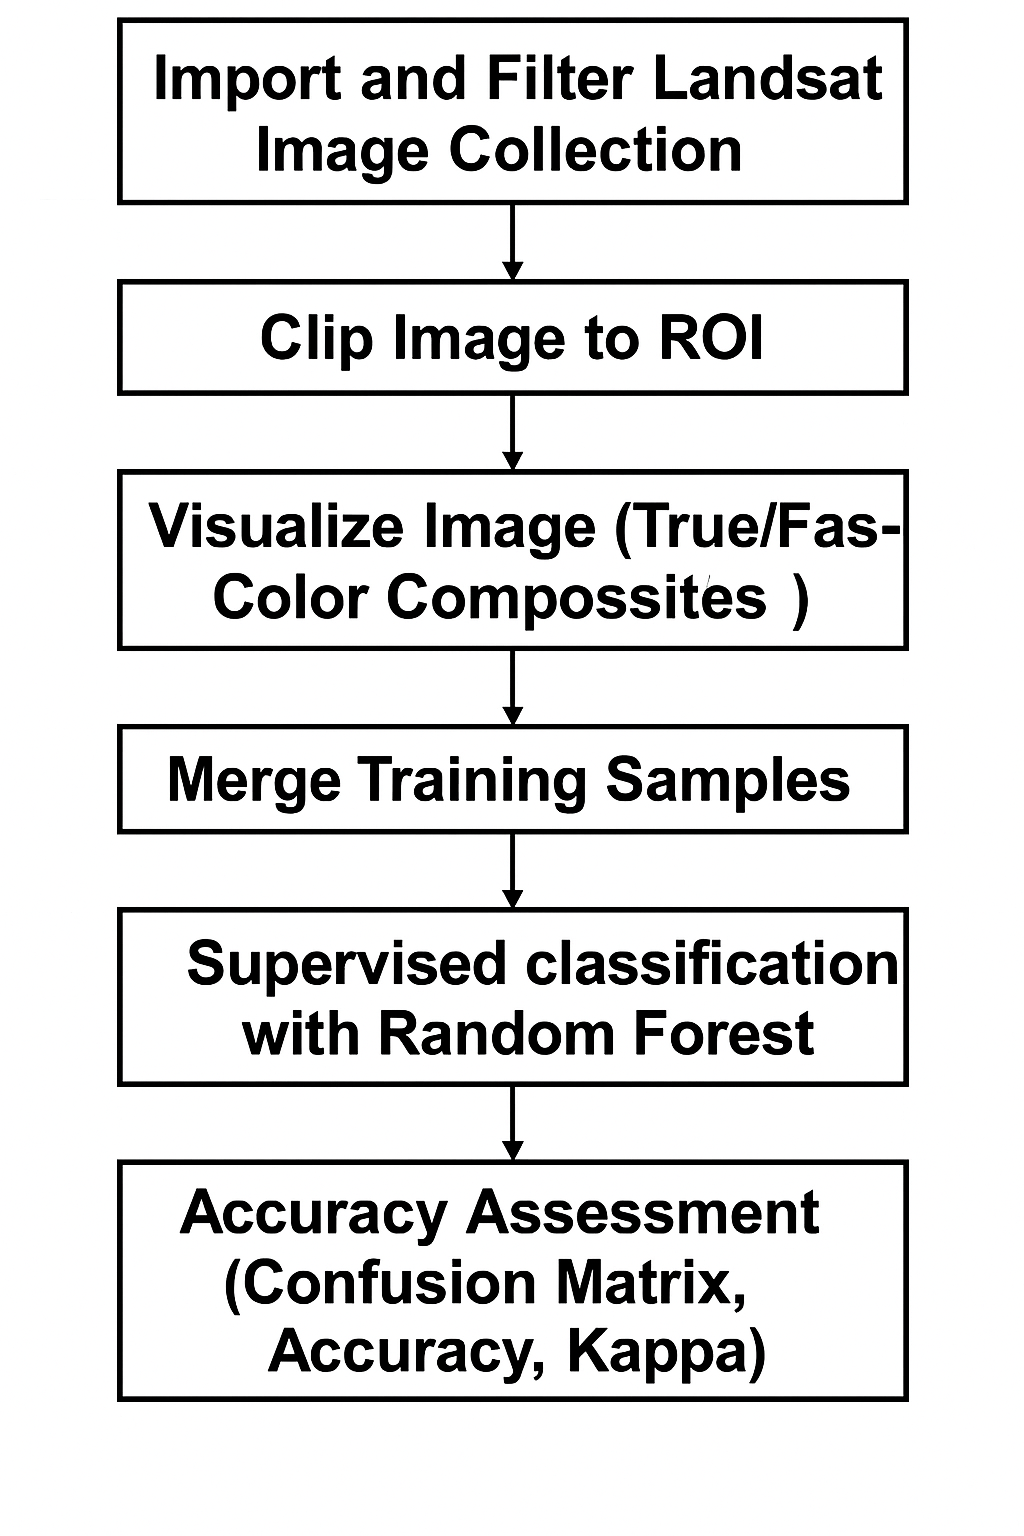 Import and Filter Landsat
Image Collection
Clip Image to ROI
Visualize Image (True/Fas-
Color Compossites )
Merge Training Samples
Supervised classification
with Random Forest
Accuracy Assessment
(Confusion Matrix,
Accuracy, Kappa)